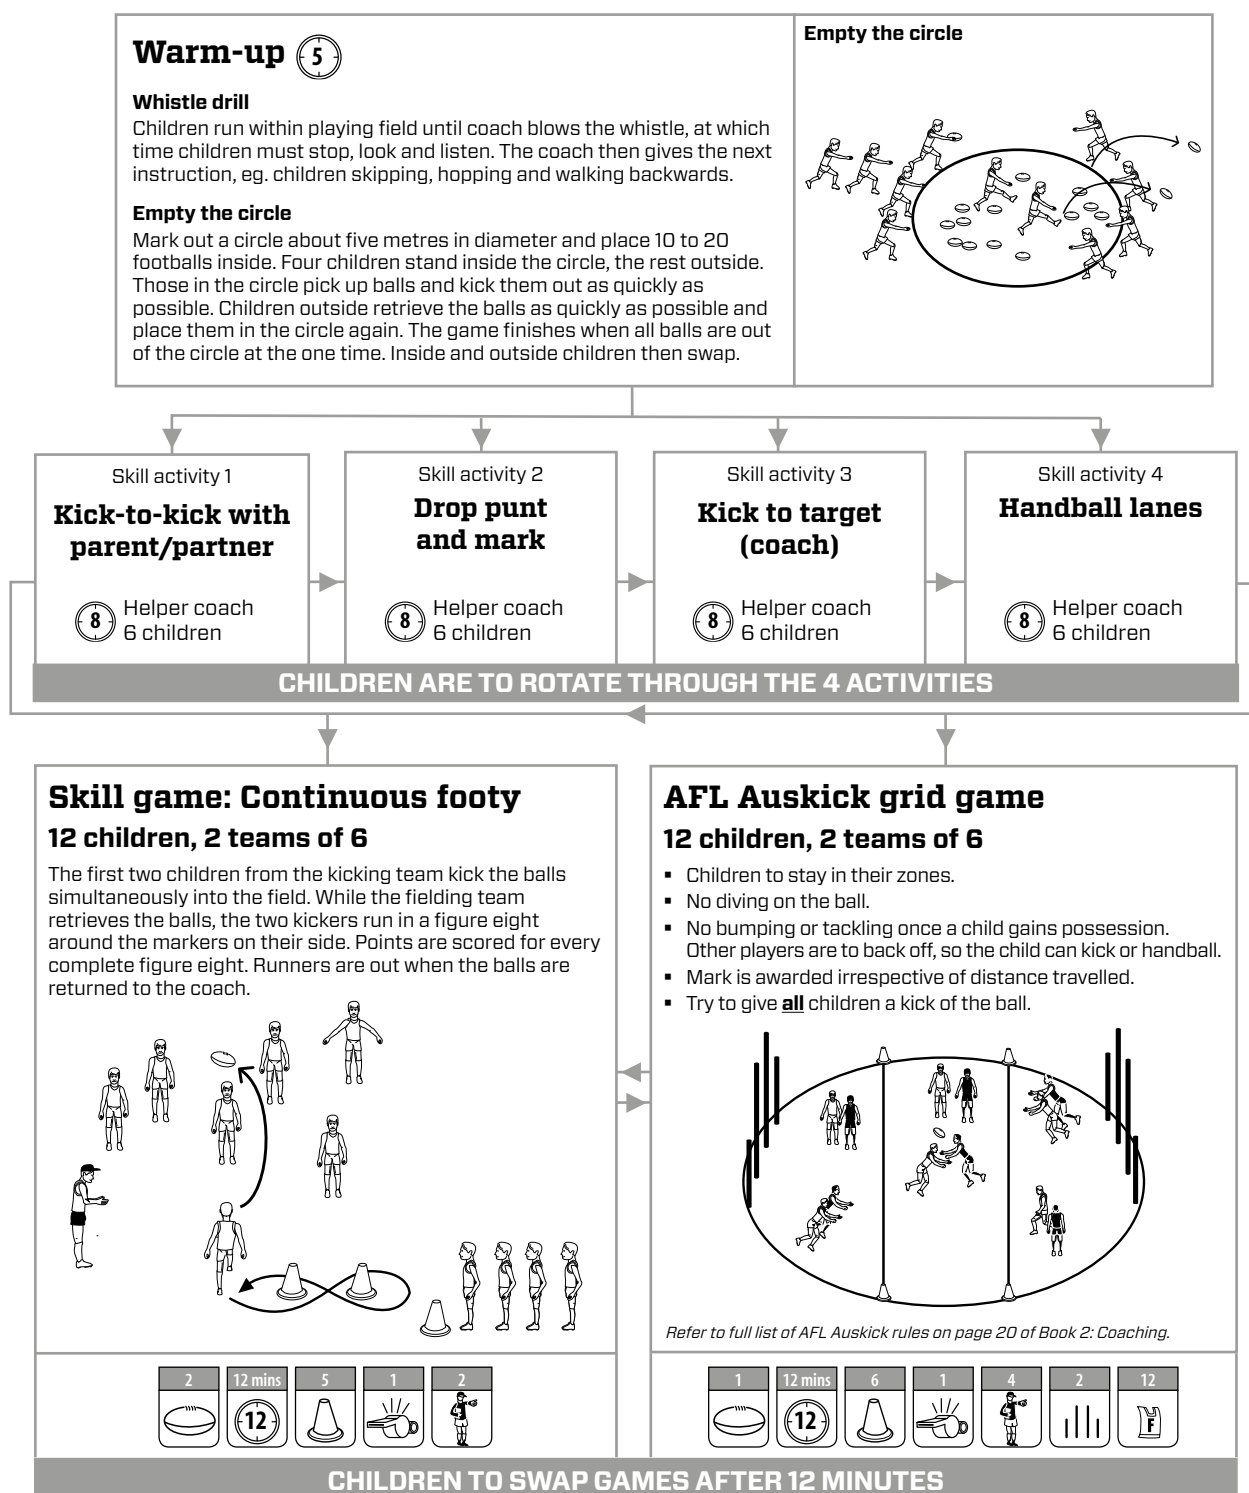 Warm-up 5
Whistle drill
Children run within playing field until coach blows the whistle, at which
time children must stop, look and listen. The coach then gives the next
instruction, eg. children skipping, hopping and walking backwards.
Empty the circle
Mark out a circle about five metres in diameter and place 10 to 20
footballs inside. Four children stand inside the circle, the rest outside.
Those in the circle pick up balls and kick them out as quickly as
possible. Children outside retrieve the balls as quickly as possible and
place them in the circle again. The game finishes when all balls are out
of the circle at the one time. Inside and outside children then swap.
Empty the circle
Skill activity 1
Kick-to-kick with
parent/partner
8 Helper coach
6 children
Skill activity 2
Drop punt
and mark
8 Helper coach
6 children
Skill activity 3
Kick to target
(coach)
8 Helper coach
6 children
Skill activity 4
Handball lanes
8 Helper coach
6 children
CHILDREN ARE TO ROTATE THROUGH THE 4 ACTIVITIES
Skill game: Continuous footy
12 children, 2 teams of 6
The first two children from the kicking team kick the balls
simultaneously into the field. While the fielding team
retrieves the balls, the two kickers run in a figure eight
around the markers on their side. Points are scored for every
complete figure eight. Runners are out when the balls are
returned to the coach.
2 12 mins 5 1 2
12
AFL Auskick grid game
12 children, 2 teams of 6
▪ Children to stay in their zones.
▪ No diving on the ball.
▪ No bumping or tackling once a child gains possession.
Other players are to back off, so the child can kick or handball.
▪ Mark is awarded irrespective of distance travelled.
▪ Try to give all children a kick of the ball.
Refer to full list of AFL Auskick rules on page 20 of Book 2: Coaching.
1 12 mins 6 1 4 2 12
12 F
CHILDREN TO SWAP GAMES AFTER 12 MINUTES